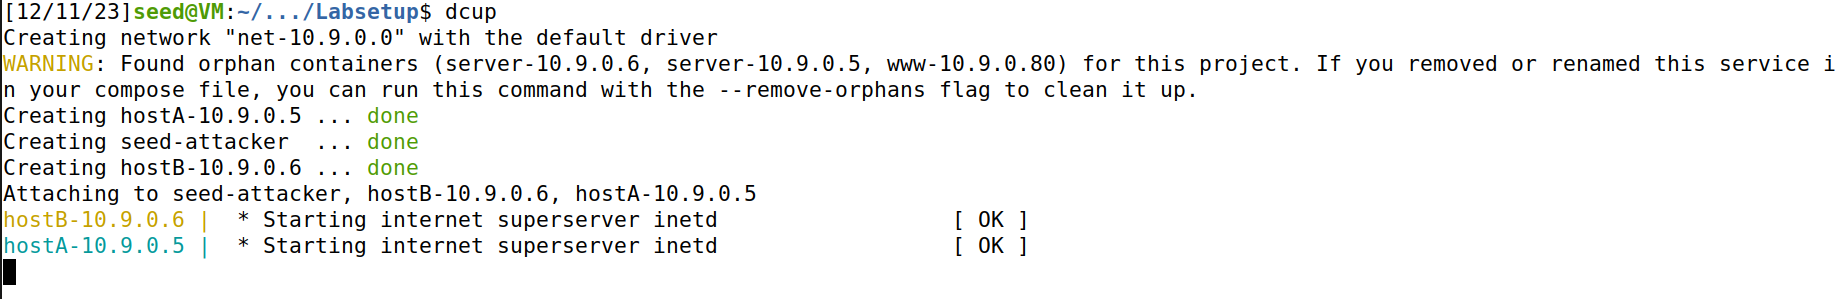 [12/11/23]seed@VM:~/.../Labsetup$ dcup
Creating network "net-10.9.0.0" with the default driver
WARNING: Found orphan containers (server-10.9.0.6, server-10.9.0.5, www-10.9.0.80) for this project. If you removed or renamed this service i
n your compose file, you can run this command with the --remove-orphans flag to clean it up.
Creating hostA-10.9.0.5 ... done
Creating seed-attacker  ... done
Creating hostB-10.9.0.6 ... done
Attaching to seed-attacker, hostB-10.9.0.6, hostA-10.9.0.5
hostB-10.9.0.6 |  * Starting internet superserver inetd                  [ OK ]
hostA-10.9.0.5 |  * Starting internet superserver inetd                  [ OK ]